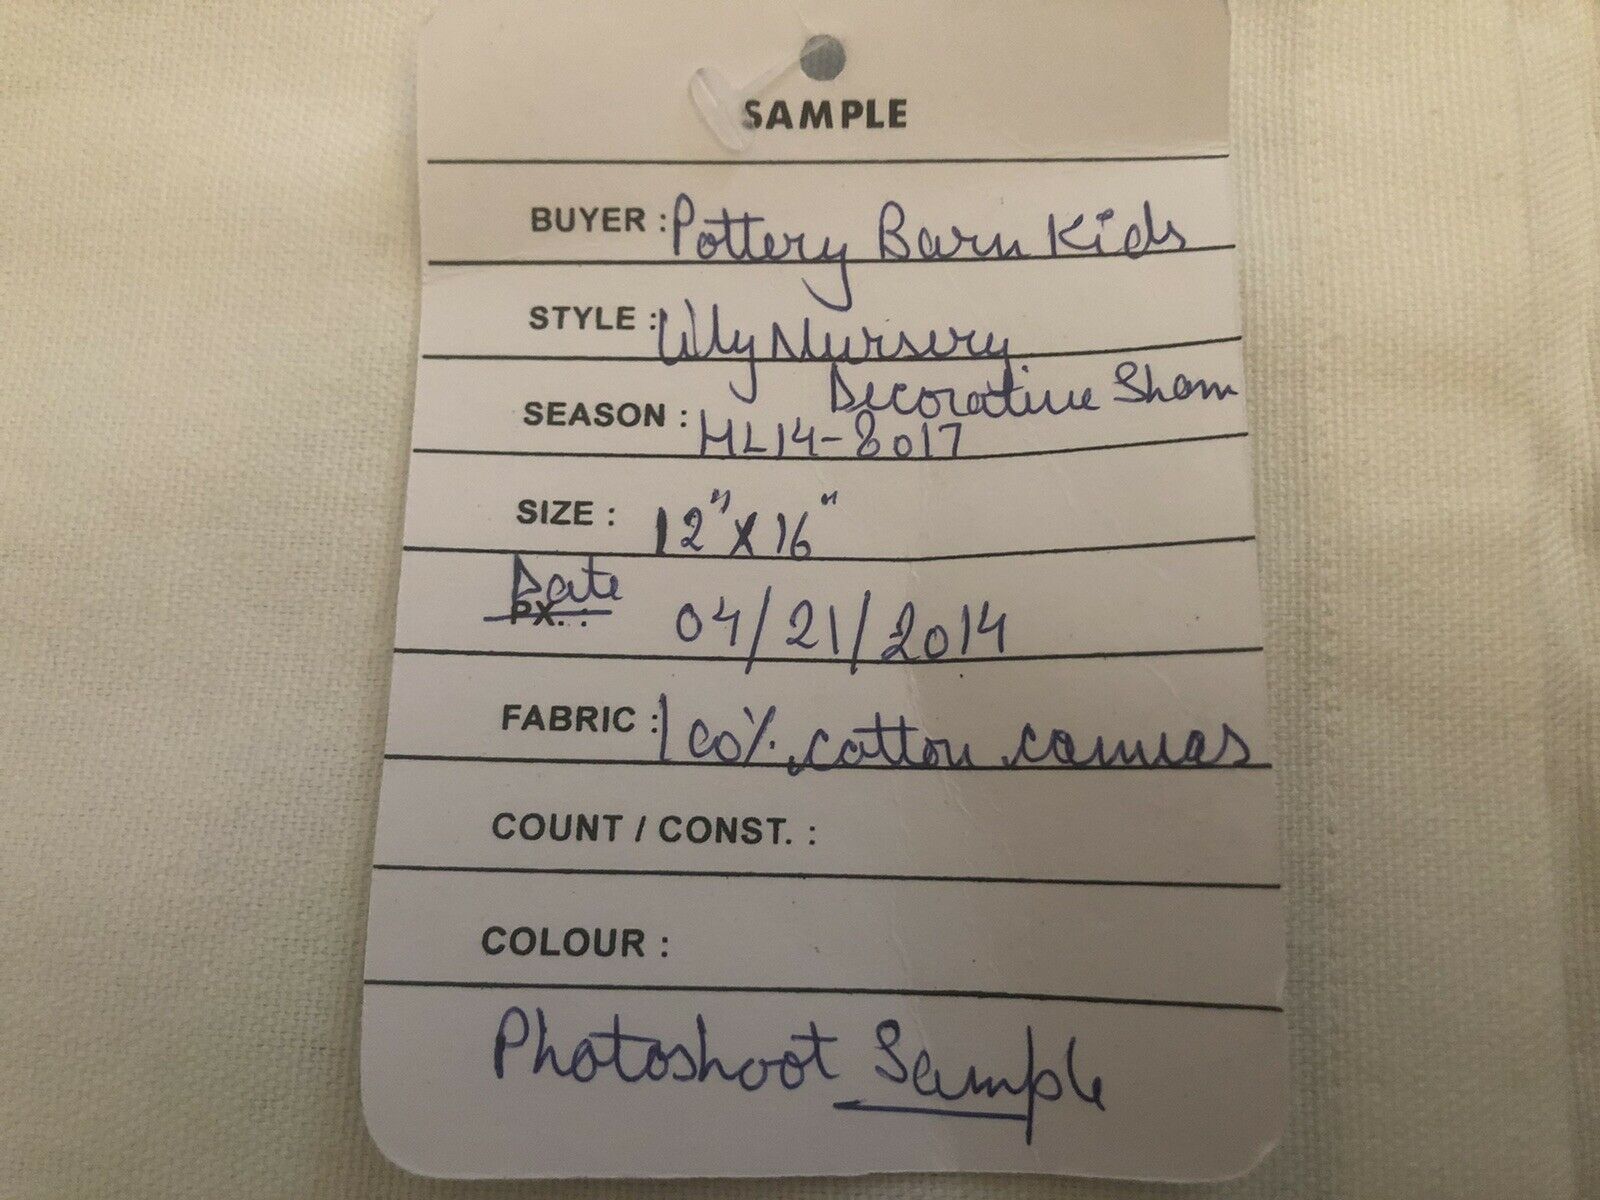 SAMPLE
BUYER : Pottery Barn Kids
STYLE : Lily Nursery
Decorative Sham
SEASON : HL14-8017
SIZE : 12" X 16"
Date
PX. :
04/21/2014
FABRIC : 100% cotton canvas
COUNT / CONST. :
COLOUR :
Photoshoot Sample